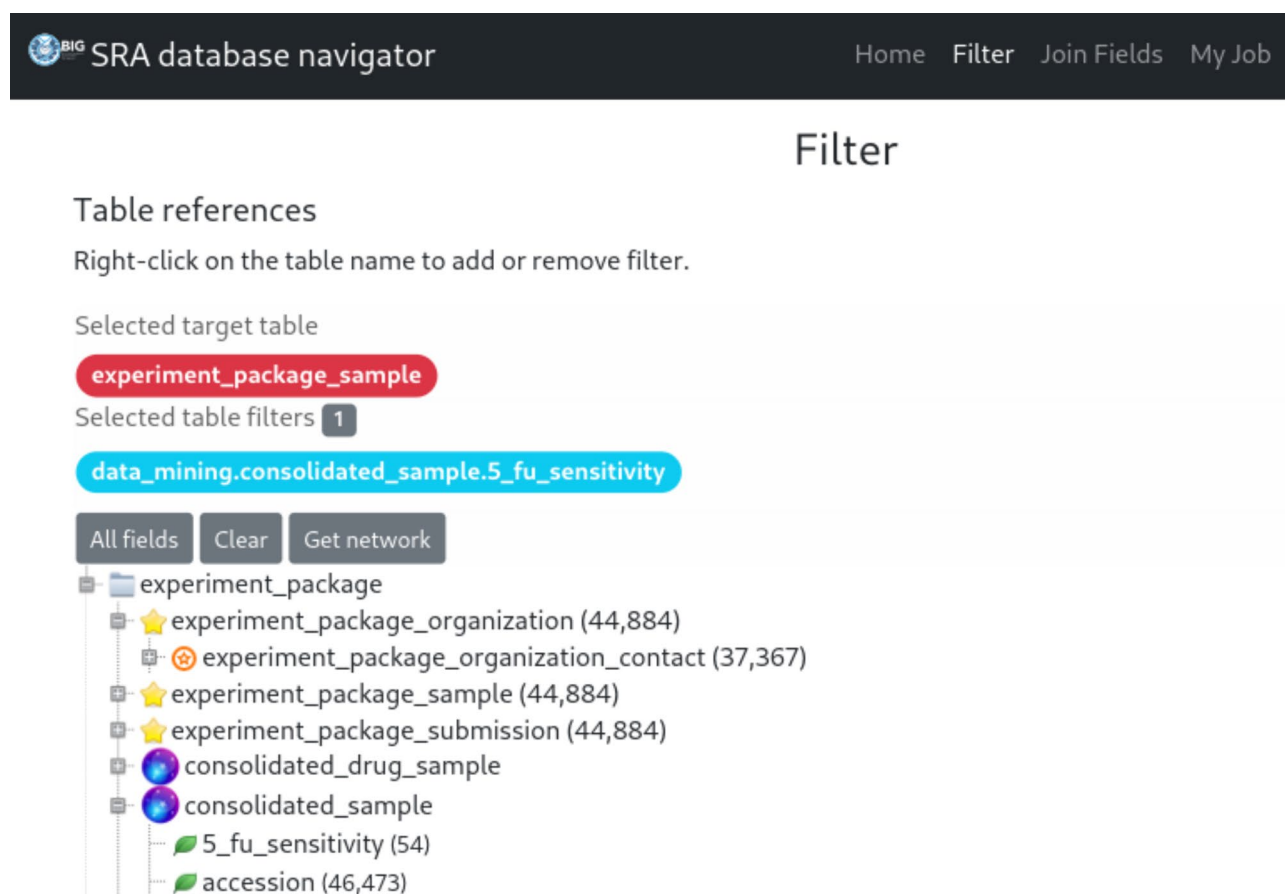 BIG SRA database navigator Home Filter Join Fields My Job
Filter
Table references
Right-click on the table name to add or remove filter.
Selected target table
experiment_package_sample
Selected table filters 1
data_mining.consolidated_sample.5_fu_sensitivity
All fields Clear Get network
experiment_package
experiment_package_organization (44,884)
experiment_package_organization_contact (37,367)
experiment_package_sample (44,884)
experiment_package_submission (44,884)
consolidated_drug_sample
consolidated_sample
5_fu_sensitivity (54)
accession (46,473)